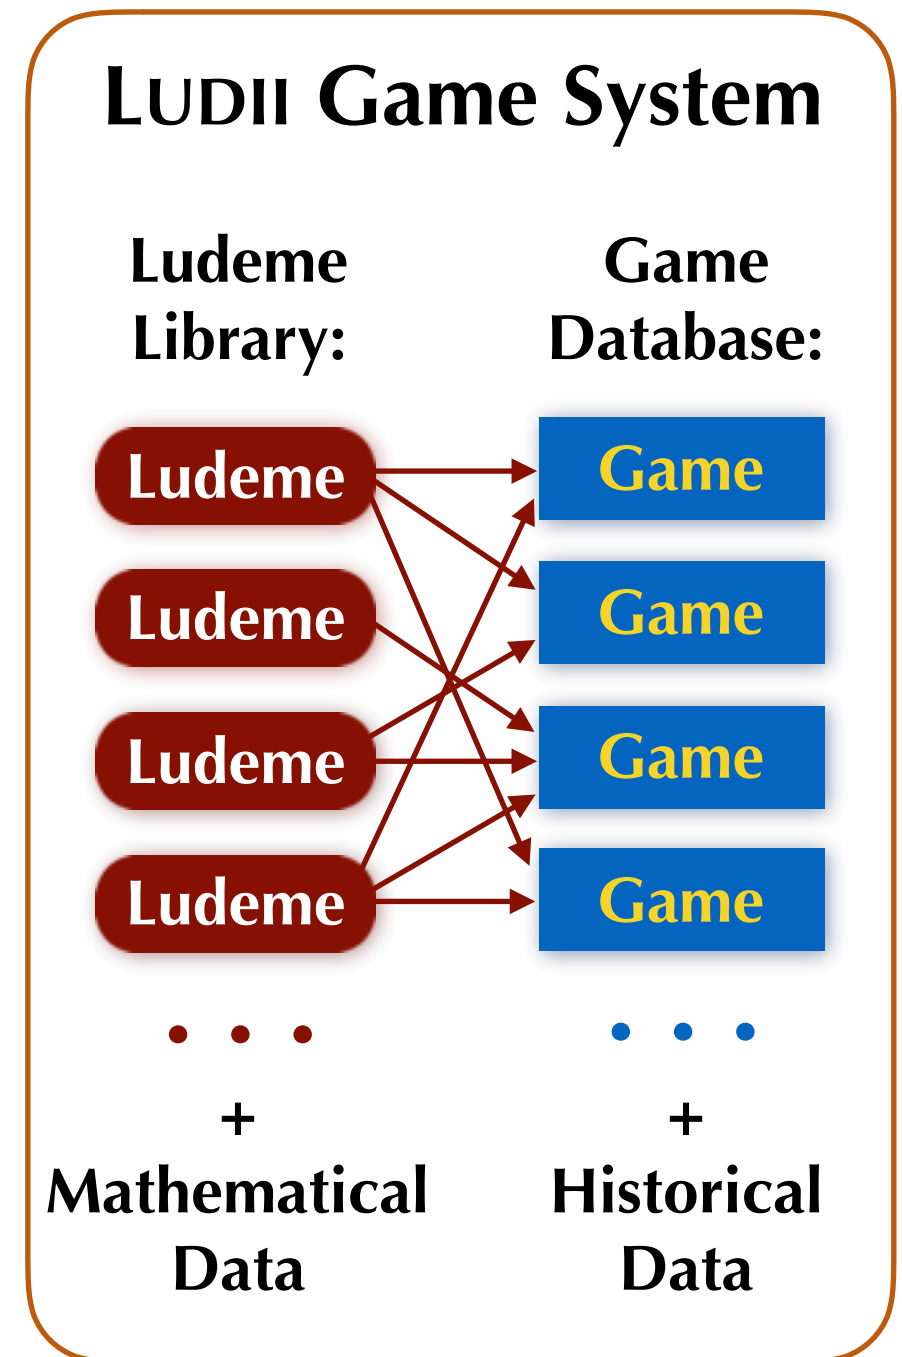 LUDII Game System
Ludeme
Library:
Game
Database:
Ludeme
Game
Ludeme
Game
Ludeme
Game
Ludeme
Game
+
+
Mathematical
Data
Historical
Data